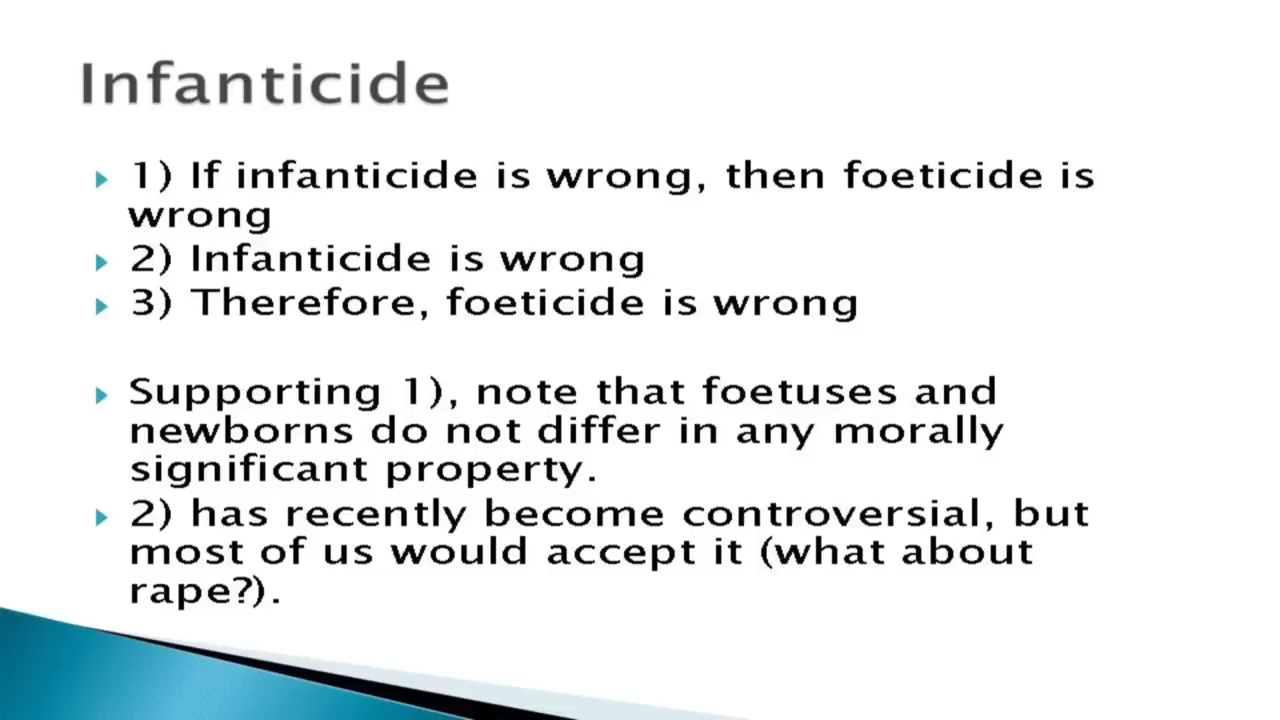 Infanticide
1) If infanticide is wrong, then foeticide is
wrong
2) Infanticide is wrong
3) Therefore, foeticide is wrong
Supporting 1), note that foetuses and
newborns do not differ in any morally
significant property.
2) has recently become controversial, but
most of us would accept it (what about
rape?).